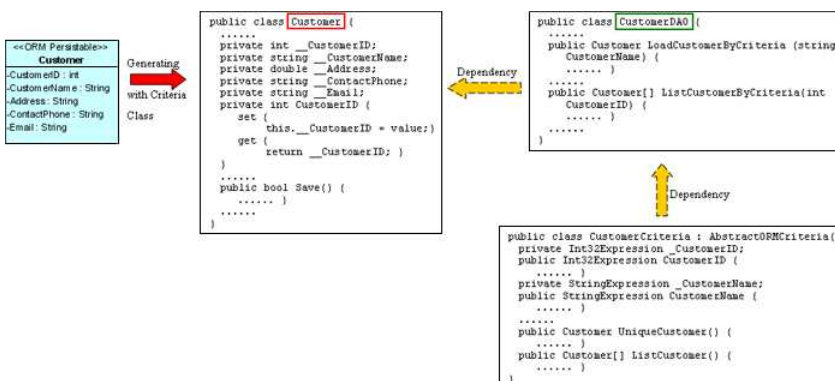 <<ORM Persistable>>
Customer
-CustomerID : int
-CustomerName : String
-Address : String
-ContactPhone : String
-Email : String
Generating
with Criteria
Class
public class Customer {
......
private int __CustomerID;
private string __CustomerName;
private double __Address;
private string __ContactPhone;
private string __Email;
private int CustomerID {
set {
this.__CustomerID = value;}
get {
return __CustomerID; }
}
......
public bool Save() {
...... }
......
}
Dependency
public class CustomerDAO {
......
public Customer LoadCustomerByCriteria (string
CustomerName) {
...... }
......
public Customer[] ListCustomerByCriteria(int
CustomerID) {
...... }
......
}
Dependency
public class CustomerCriteria : AbstractORMCriteria{
private Int32Expression _CustomerID;
public Int32Expression CustomerID {
...... }
private StringExpression _CustomerName;
public StringExpression CustomerName {
...... }
......
public Customer UniqueCustomer() {
...... }
public Customer[] ListCustomer() {
...... }
}